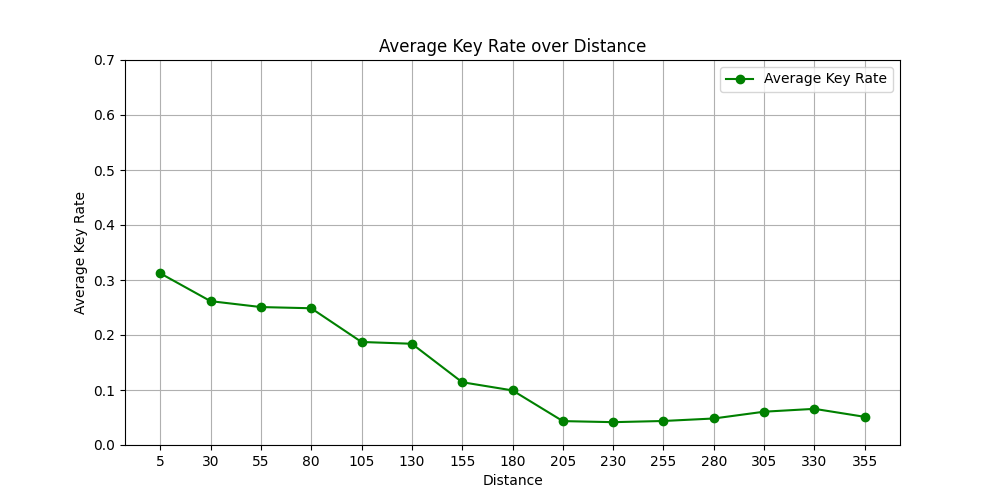 Average Key Rate over Distance
Average Key Rate
Average Key Rate
0.7
0.6
0.5
0.4
0.3
0.2
0.1
0.0
5 30 55 80 105 130 155 180 205 230 255 280 305 330 355
Distance